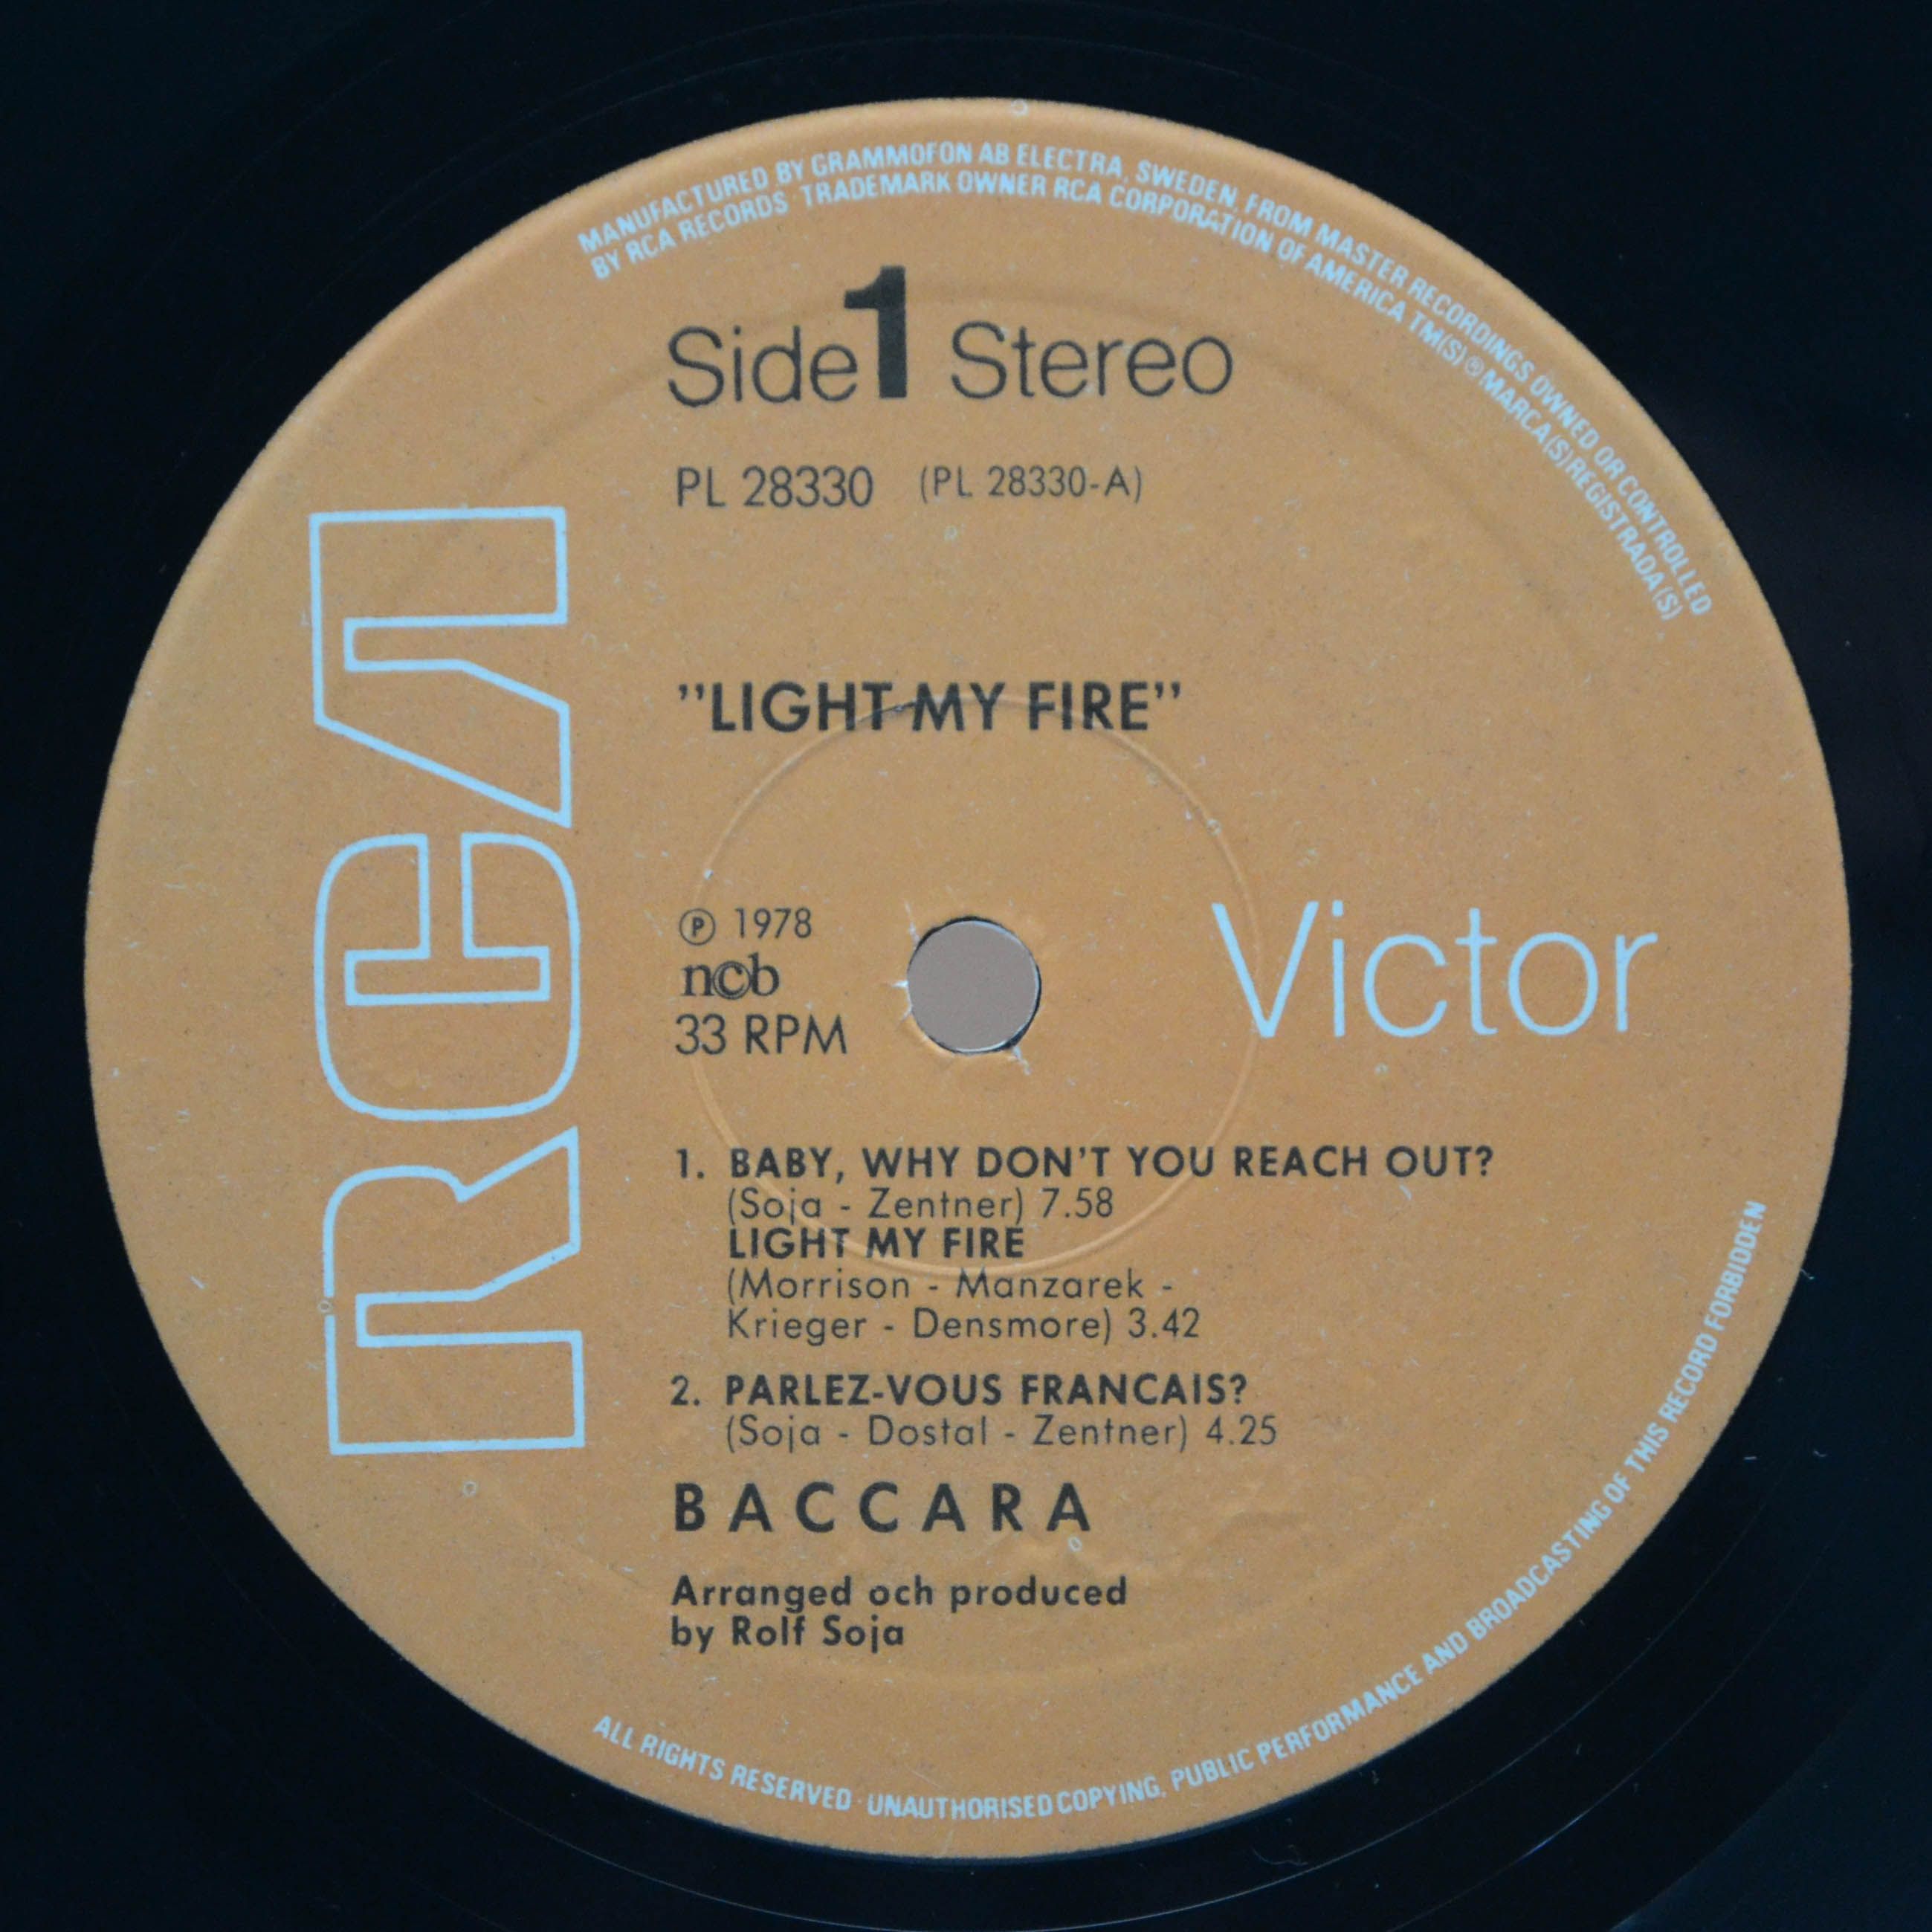 MANUFACTURED BY GRAMMOFON AB ELECTRA, SWEDEN, FROM MASTER RECORDINGS OWNED OR CONTROLLED
BY RCA RECORDS · TRADEMARK OWNER RCA CORPORATION OF AMERICA TM(S) ® MARCA(S) REGISTRADA(S)
Side 1 Stereo
PL 28330 (PL 28330-A)
"LIGHT MY FIRE"
RCA
℗ 1978
ncb
33 RPM
Victor
1. BABY, WHY DON'T YOU REACH OUT?
(Soja - Zentner) 7.58
LIGHT MY FIRE
(Morrison - Manzarek -
Krieger - Densmore) 3.42
2. PARLEZ-VOUS FRANCAIS?
(Soja - Dostal - Zentner) 4.25
BACCARA
Arranged och produced
by Rolf Soja
ALL RIGHTS RESERVED · UNAUTHORISED COPYING, PUBLIC PERFORMANCE AND BROADCASTING OF THIS RECORD FORBIDDEN